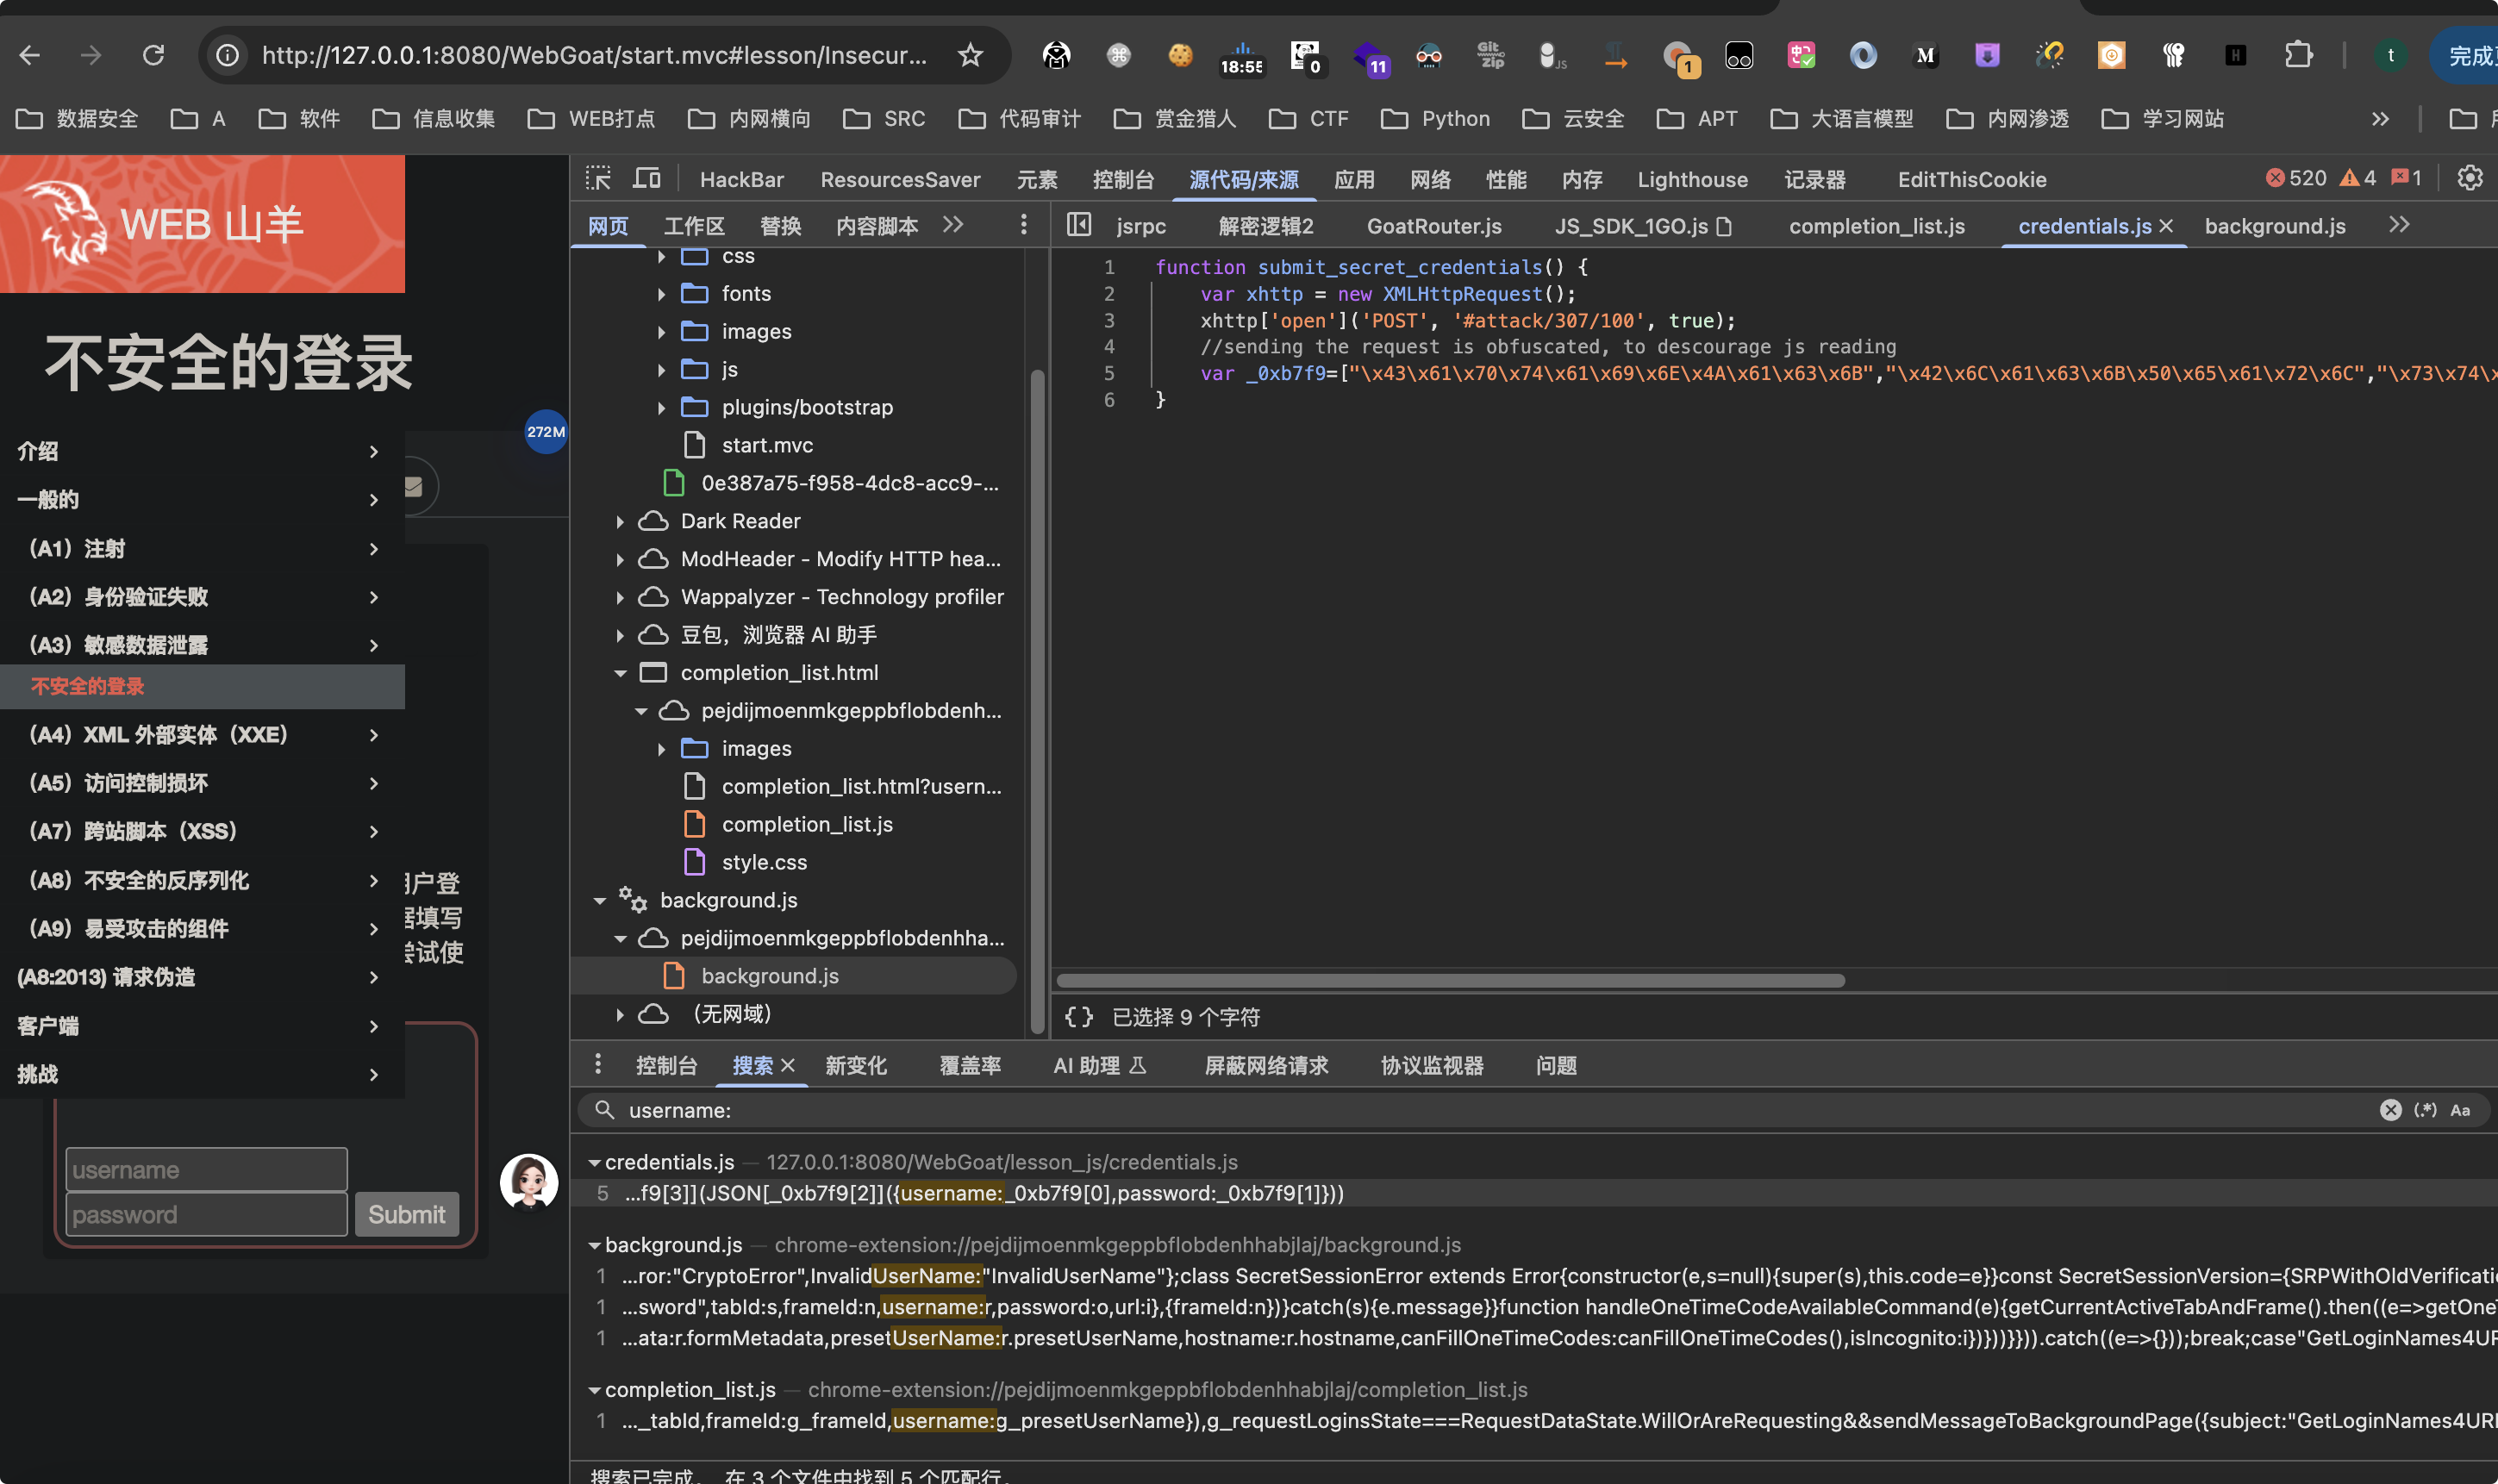 http://127.0.0.1:8080/WebGoat/start.mvc#lesson/Insecur...
18:55
0
11
Git Zip
JS
1
M
H
t
数据安全
A
软件
信息收集
WEB打点
内网横向
SRC
代码审计
赏金猎人
CTF
Python
云安全
APT
大语言模型
内网渗透
学习网站
WEB 山羊
不安全的登录
272M
介绍
一般的
（A1）注射
（A2）身份验证失败
（A3）敏感数据泄露
不安全的登录
（A4）XML 外部实体（XXE）
（A5）访问控制损坏
（A7）跨站脚本（XSS）
（A8）不安全的反序列化
（A9）易受攻击的组件
(A8:2013) 请求伪造
客户端
挑战
户登
填写
试使
username
password
Submit
HackBar
ResourcesSaver
元素
控制台
源代码/来源
应用
网络
性能
内存
Lighthouse
记录器
EditThisCookie
520
4
1
网页
工作区
替换
内容脚本
jsrpc
解密逻辑2
GoatRouter.js
JS_SDK_1GO.js
completion_list.js
credentials.js
background.js
css
fonts
images
js
plugins/bootstrap
start.mvc
0e387a75-f958-4dc8-acc9-...
Dark Reader
ModHeader - Modify HTTP hea...
Wappalyzer - Technology profiler
豆包，浏览器 AI 助手
completion_list.html
pejdijmoenmkgeppbflobdenh...
images
completion_list.html?usern...
completion_list.js
style.css
background.js
pejdijmoenmkgeppbflobdenhha...
background.js
（无网域）
1 function submit_secret_credentials() {
2 var xhttp = new XMLHttpRequest();
3 xhttp['open']('POST', '#attack/307/100', true);
4 //sending the request is obfuscated, to descourage js reading
5 var _0xb7f9=["\x43\x61\x70\x74\x61\x69\x6E\x4A\x61\x63\x6B","\x42\x6C\x61\x63\x6B\x50\x65\x61\x72\x6C","\x73\x74\x
6 }
{} 已选择 9 个字符
控制台
搜索
新变化
覆盖率
AI 助理
屏蔽网络请求
协议监视器
问题
username:
(.*)
Aa
credentials.js — 127.0.0.1:8080/WebGoat/lesson_js/credentials.js
5 ...f9[3]](JSON[_0xb7f9[2]]({username:_0xb7f9[0],password:_0xb7f9[1]}))
background.js — chrome-extension://pejdijmoenmkgeppbflobdenhhabjlaj/background.js
1 ...ror:"CryptoError",InvalidUserName:"InvalidUserName"};class SecretSessionError extends Error{constructor(e,s=null){super(s),this.code=e}}const SecretSessionVersion={SRPWithOldVerificati
1 ...sword",tabId:s,frameId:n,username:r,password:o,url:i},{frameId:n})}catch(s){e.message}}function handleOneTimeCodeAvailableCommand(e){getCurrentActiveTabAndFrame().then((e=>getOneT
1 ...ata:r.formMetadata,presetUserName:r.presetUserName,hostname:r.hostname,canFillOneTimeCodes:canFillOneTimeCodes(),isIncognito:i})}))}})).catch((e=>{}));break;case"GetLoginNames4UR
completion_list.js — chrome-extension://pejdijmoenmkgeppbflobdenhhabjlaj/completion_list.js
1 ..._tabId,frameId:g_frameId,username:g_presetUserName}),g_requestLoginsState===RequestDataState.WillOrAreRequesting&&sendMessageToBackgroundPage({subject:"GetLoginNames4URL
搜索已完成。 在 3 个文件中找到 5 个匹配行。